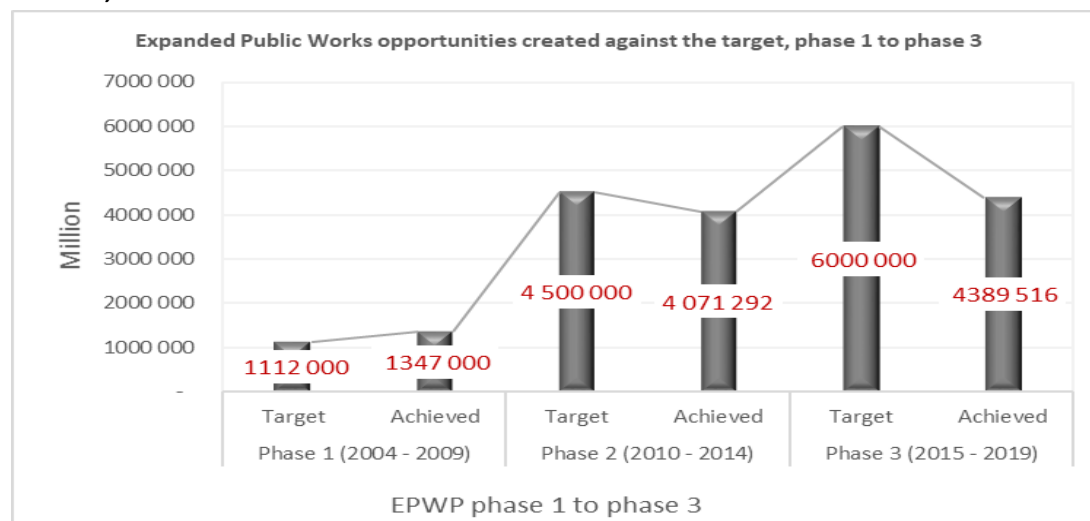 Expanded Public Works opportunities created against the target, phase 1 to phase 3
7000 000
6000 000
5000 000
4000 000
3000 000
2000 000
1000 000
-
Million
1112 000
1347 000
4 500 000
4 071 292
6000 000
4389 516
Target Achieved Target Achieved Target Achieved
Phase 1 (2004 - 2009) Phase 2 (2010 - 2014) Phase 3 (2015 - 2019)
EPWP phase 1 to phase 3